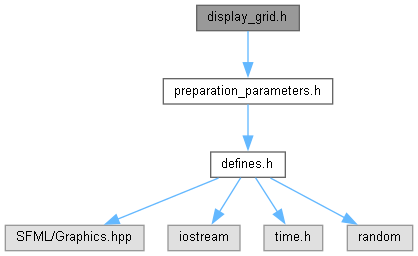 display_grid.h
preparation_parameters.h
defines.h
SFML/Graphics.hpp
iostream
time.h
random